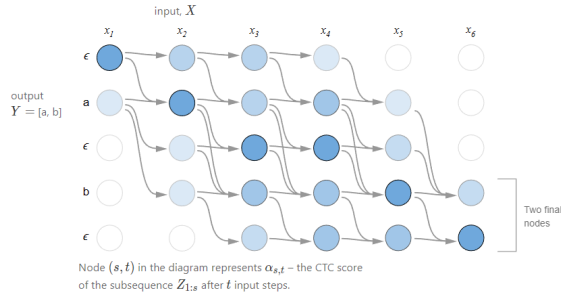 input, X
x₁ x₂ x₃ x₄ x₅ x₆
ϵ
a
output
Y = [a, b]
ϵ
b
Two final
nodes
ϵ
Node (s, t) in the diagram represents αₛ,ₜ – the CTC score
of the subsequence Z₁:ₛ after t input steps.